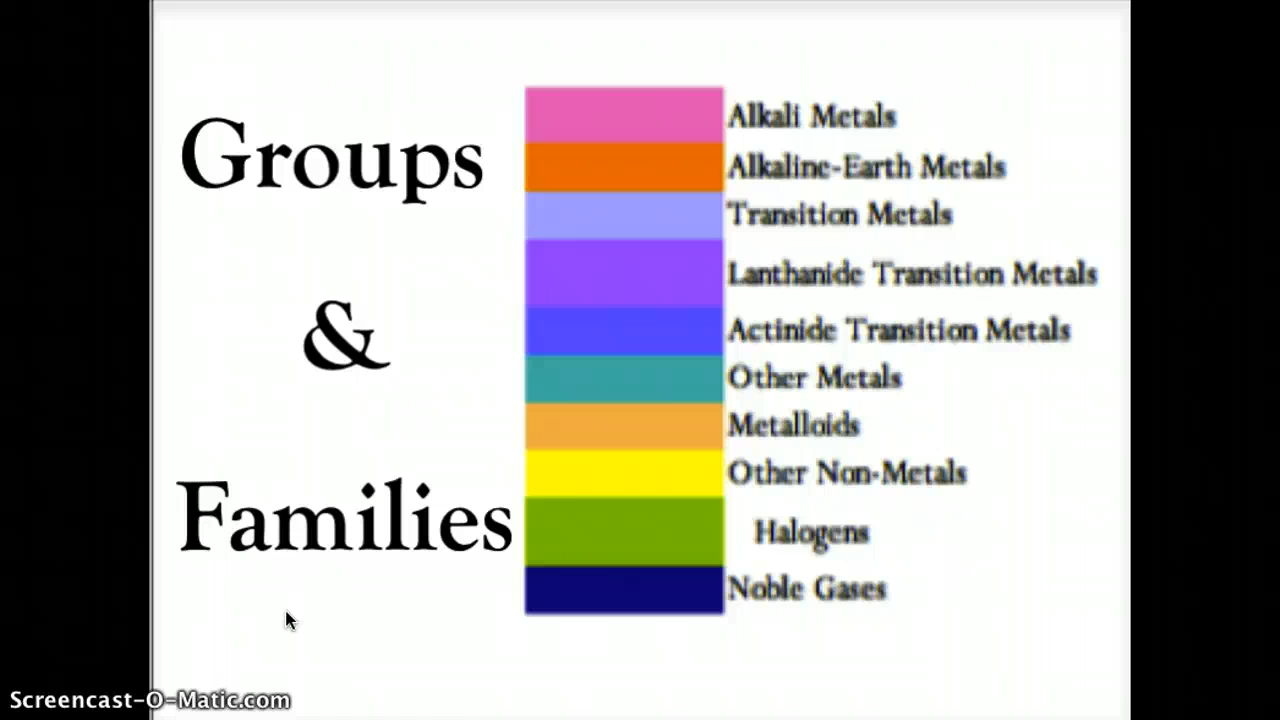 Groups
&
Families
Alkali Metals
Alkaline-Earth Metals
Transition Metals
Lanthanide Transition Metals
Actinide Transition Metals
Other Metals
Metalloids
Other Non-Metals
Halogens
Noble Gases
Screencast-O-Matic.com